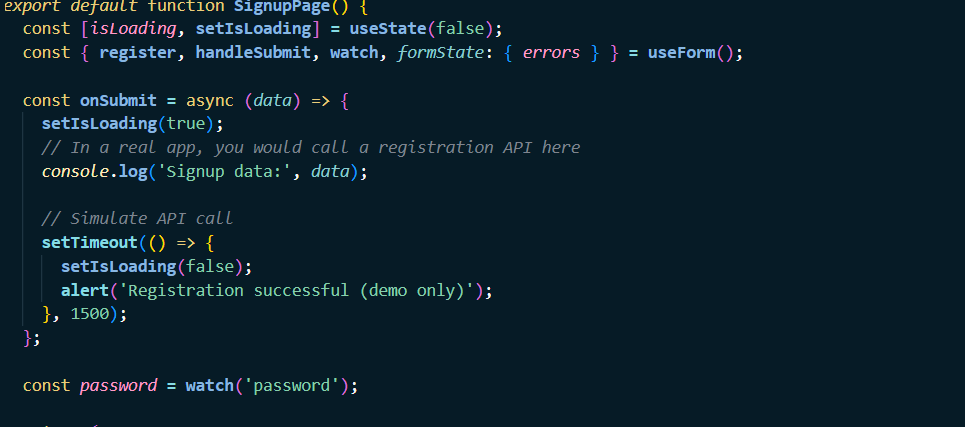 export default function SignupPage() {
  const [isLoading, setIsLoading] = useState(false);
  const { register, handleSubmit, watch, formState: { errors } } = useForm();

  const onSubmit = async (data) => {
    setIsLoading(true);
    // In a real app, you would call a registration API here
    console.log('Signup data:', data);

    // Simulate API call
    setTimeout(() => {
      setIsLoading(false);
      alert('Registration successful (demo only)');
    }, 1500);
  };

  const password = watch('password');